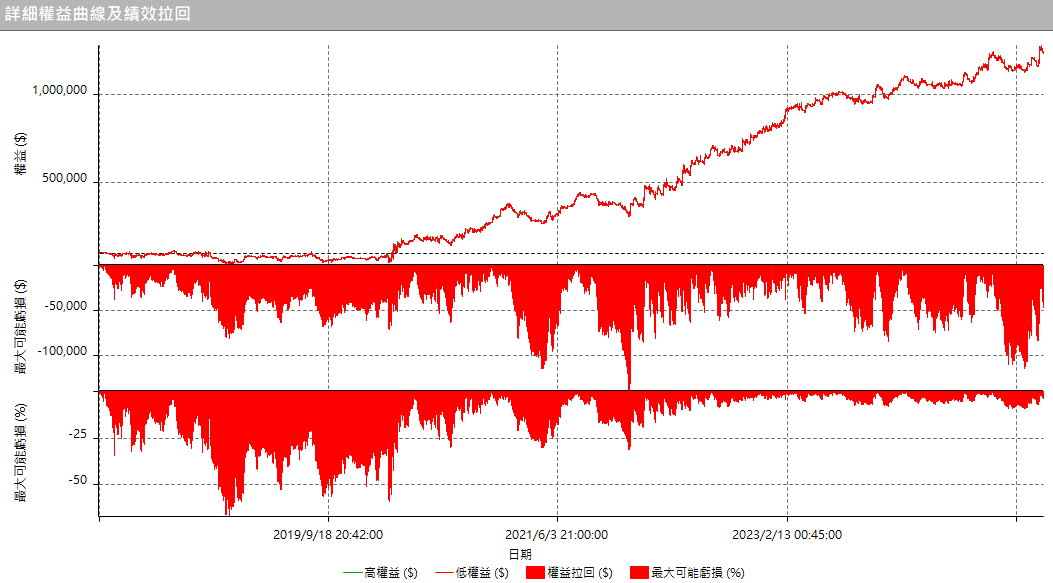 詳細權益曲線及績效拉回
1,000,000
500,000
權益 ($)
-50,000
-100,000
最大可能虧損 ($)
-25
-50
最大可能虧損 (%)
2019/9/18 20:42:00 2021/6/3 21:00:00 2023/2/13 00:45:00
日期
高權益 ($) 低權益 ($) 權益拉回 ($) 最大可能虧損 (%)